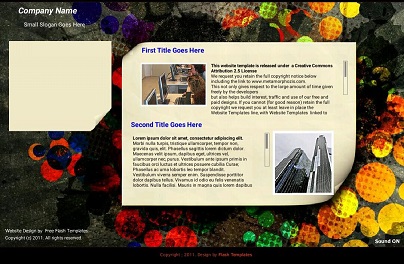 Company Name
Small Slogan Goes Here
First Title Goes Here
This website template is released under a Creative Commons
Attribution 2.5 License
We request you retain the full copyright notice below
including the link to www.metamorphozis.com.
This not only gives respect to the large amount of time given
freely by the developers
but also helps build interest, traffic and use of our free and
paid designs. If you cannot (for good reason) retain the full
copyright we request you at least leave in place the
Website Templates line, with Website Templates linked to
Second Title Goes Here
Lorem ipsum dolor sit amet, consectetur adipiscing elit.
Morbi nulla turpis, tristique ullamcorper, tempor non,
gravida quis, elit. Phasellus sagittis lorem dictum dolor.
Maecenas velit ipsum, dapibus eget, ultrices vel,
ullamcorper nec, purus. Vestibulum ante ipsum primis in
faucibus orci luctus et ultrices posuere cubilia Curae;
Phasellus ac urna lobortis leo tempor blandit.
Vestibulum viverra semper enim. Suspendisse porttitor
dolor dapibus tellus. Vivamus id odio eu felis venenatis
lobortis. Nulla facilisi. Mauris in magna quis lorem dapibus
Website Design by Free Flash Templates
Copyright (c) 2011. All rights reserved.
Sound ON
Copyright . 2011. Design by Flash Templates